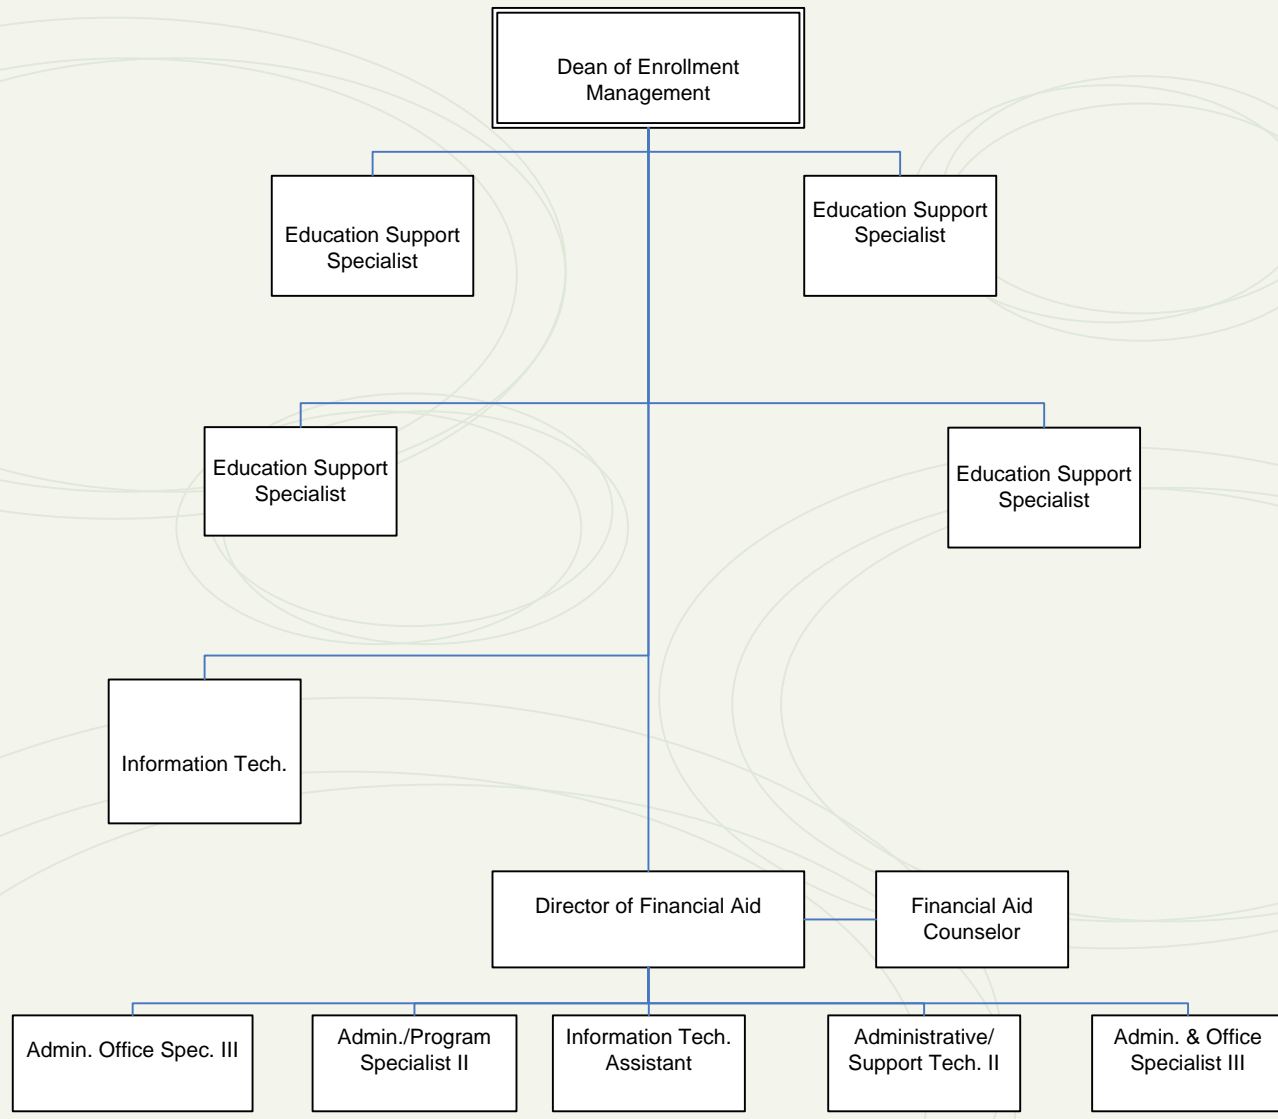 Dean of Enrollment
Management
Education Support
Specialist
Education Support
Specialist
Education Support
Specialist
Education Support
Specialist
Information Tech.
Director of Financial Aid
Financial Aid
Counselor
Admin. Office Spec. III
Admin./Program
Specialist II
Information Tech.
Assistant
Administrative/
Support Tech. II
Admin. & Office
Specialist III